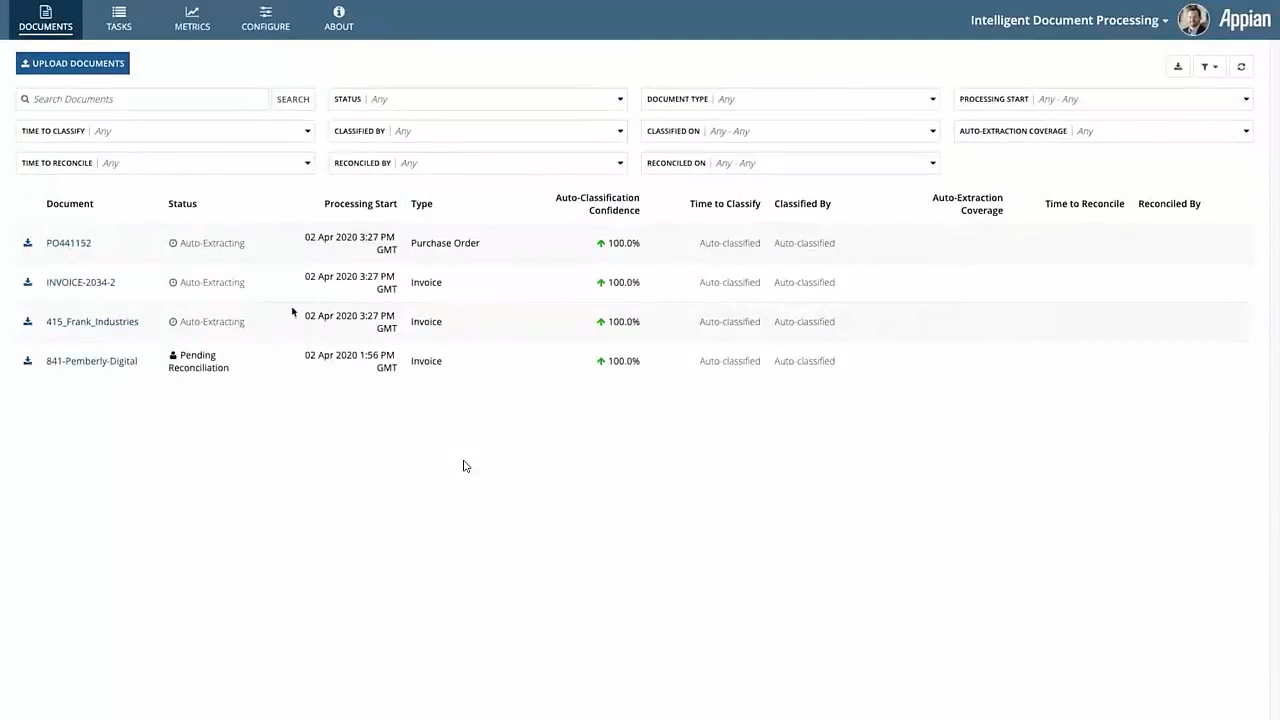 DOCUMENTS TASKS METRICS CONFIGURE ABOUT Intelligent Document Processing Appian
UPLOAD DOCUMENTS
Search Documents SEARCH STATUS Any DOCUMENT TYPE Any PROCESSING START Any - Any
TIME TO CLASSIFY Any CLASSIFIED BY Any CLASSIFIED ON Any - Any AUTO-EXTRACTION COVERAGE Any
TIME TO RECONCILE Any RECONCILED BY Any RECONCILED ON Any - Any
Document Status Processing Start Type Auto-Classification Confidence Time to Classify Classified By Auto-Extraction Coverage Time to Reconcile Reconciled By
PO441152 Auto-Extracting 02 Apr 2020 3:27 PM GMT Purchase Order 100.0% Auto-classified Auto-classified
INVOICE-2034-2 Auto-Extracting 02 Apr 2020 3:27 PM GMT Invoice 100.0% Auto-classified Auto-classified
415_Frank_Industries Auto-Extracting 02 Apr 2020 3:27 PM GMT Invoice 100.0% Auto-classified Auto-classified
841-Pemberly-Digital Pending Reconciliation 02 Apr 2020 1:56 PM GMT Invoice 100.0% Auto-classified Auto-classified